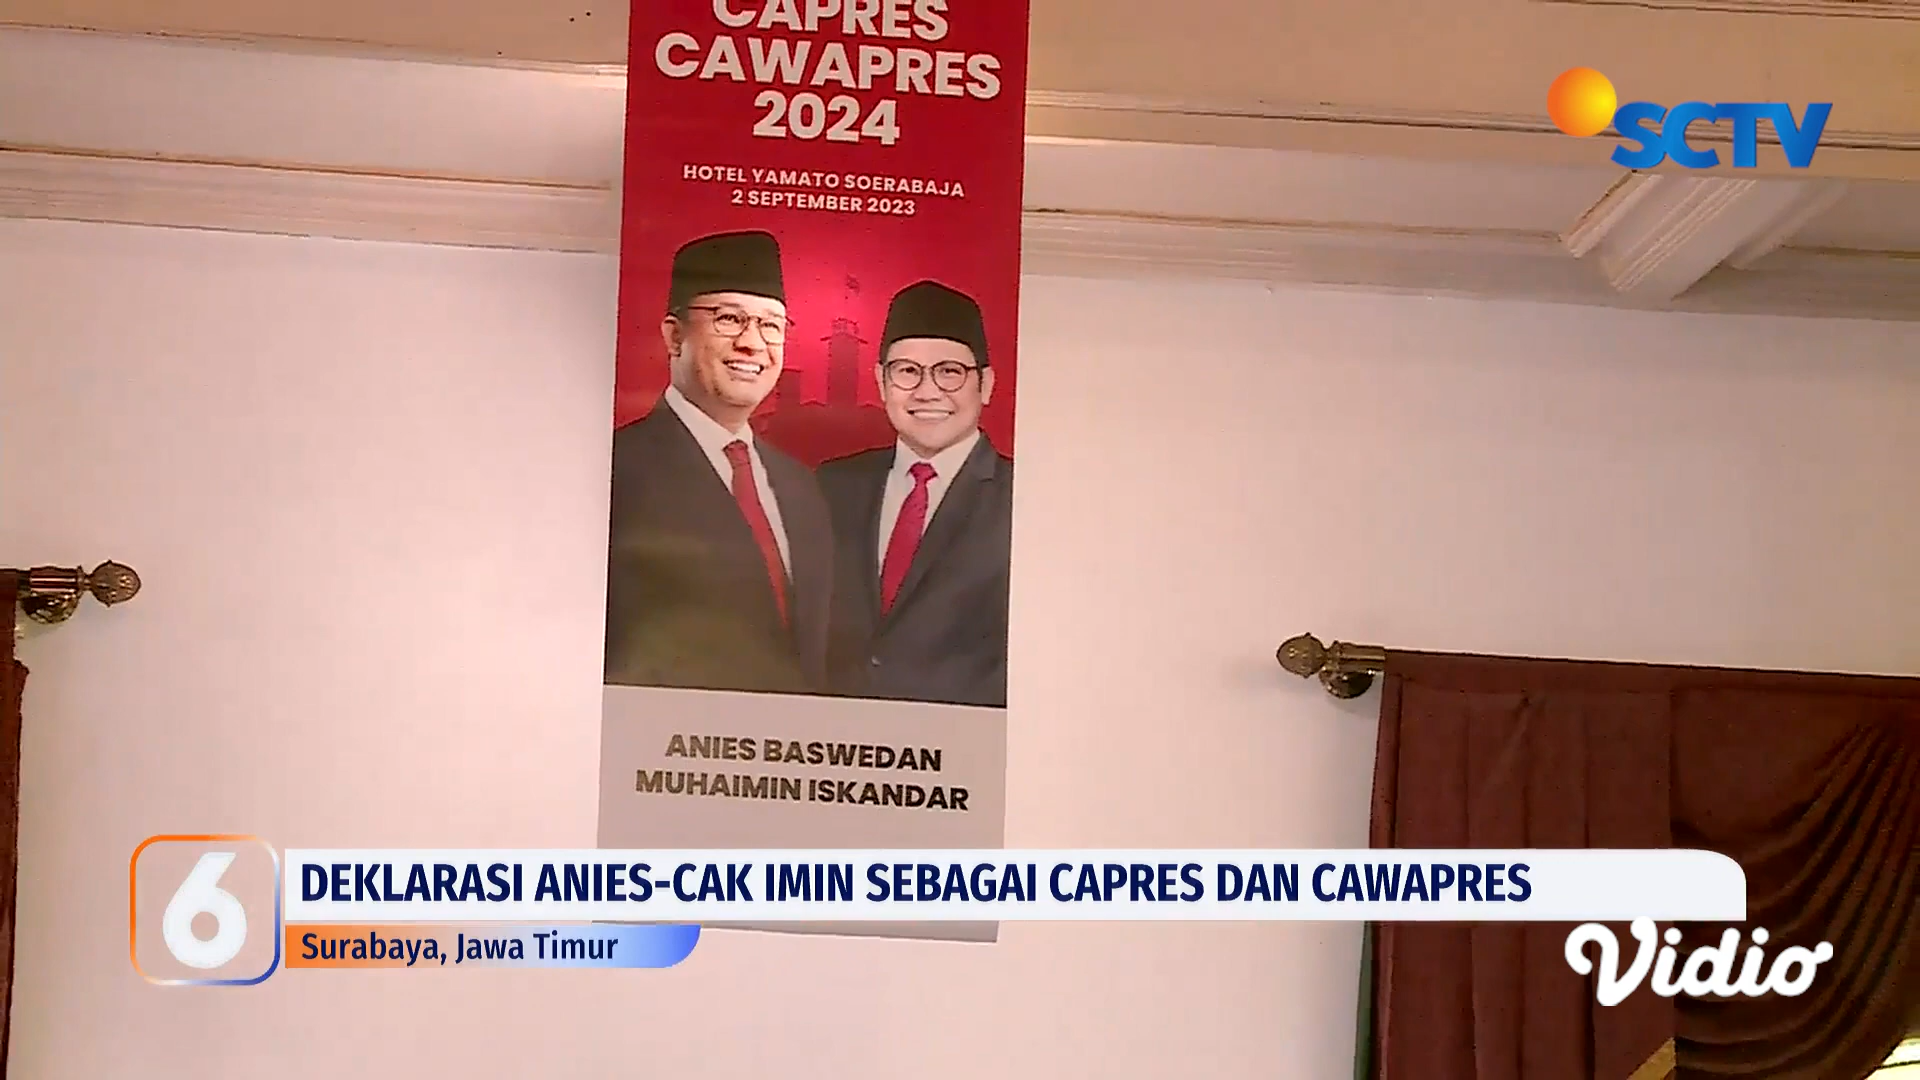 CAPRES
CAWAPRES
2024
HOTEL YAMATO SOERABAJA
2 SEPTEMBER 2023
SCTV
ANIES BASWEDAN
MUHAIMIN ISKANDAR
6
DEKLARASI ANIES-CAK IMIN SEBAGAI CAPRES DAN CAWAPRES
Surabaya, Jawa Timur
Vidio